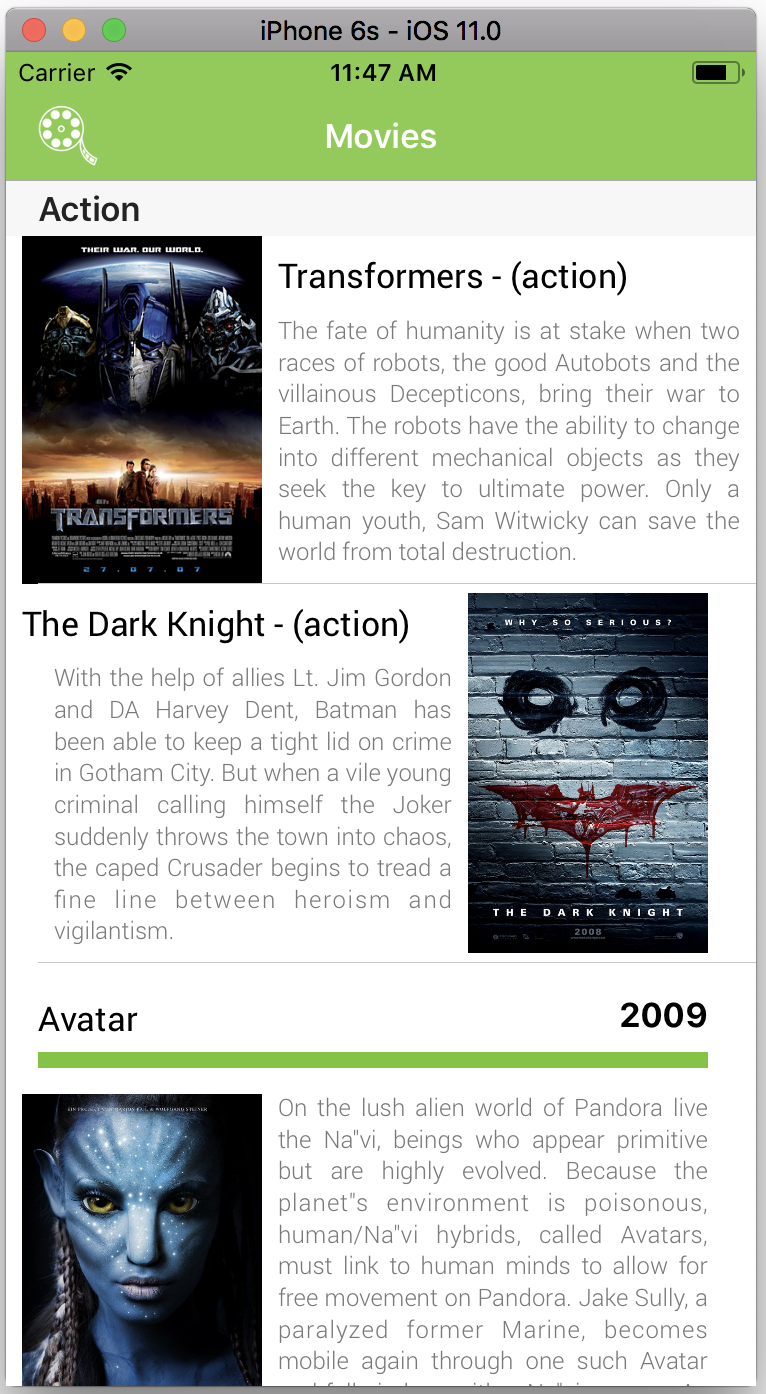 iPhone 6s - iOS 11.0
Carrier
11:47 AM
Movies
Action
THEIR WAR. OUR WORLD.
TRANSFORMERS
27.07.07
Transformers - (action)
The fate of humanity is at stake when two
races of robots, the good Autobots and the
villainous Decepticons, bring their war to
Earth. The robots have the ability to change
into different mechanical objects as they
seek the key to ultimate power. Only a
human youth, Sam Witwicky can save the
world from total destruction.
The Dark Knight - (action)
With the help of allies Lt. Jim Gordon
and DA Harvey Dent, Batman has
been able to keep a tight lid on crime
in Gotham City. But when a vile young
criminal calling himself the Joker
suddenly throws the town into chaos,
the caped Crusader begins to tread a
fine line between heroism and
vigilantism.
WHY SO SERIOUS?
THE DARK KNIGHT
2008
Avatar
2009
On the lush alien world of Pandora live
the Na"vi, beings who appear primitive
but are highly evolved. Because the
planet"s environment is poisonous,
human/Na"vi hybrids, called Avatars,
must link to human minds to allow for
free movement on Pandora. Jake Sully, a
paralyzed former Marine, becomes
mobile again through one such Avatar